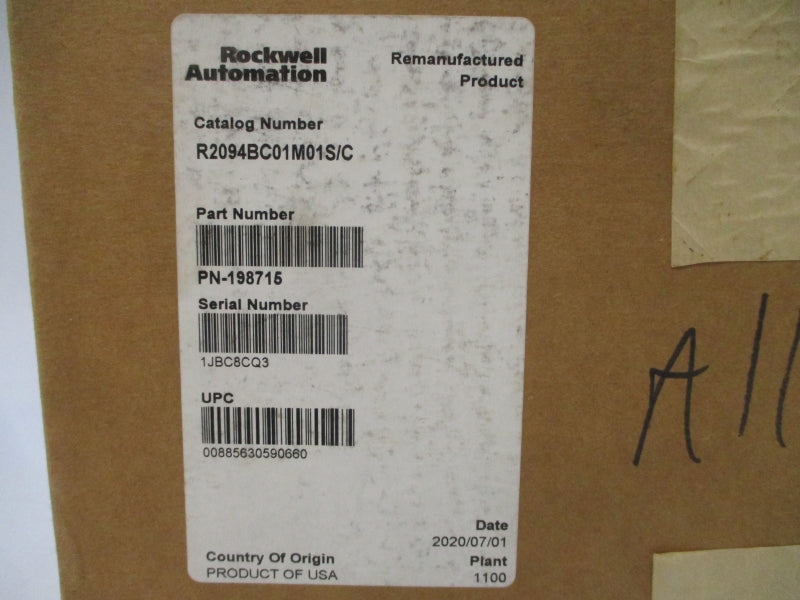 Rockwell
Automation
Remanufactured
Product
Catalog Number
R2094BC01M01S/C
Part Number
PN-198715
Serial Number
1JBC8CQ3
UPC
00885630590660
Date
2020/07/01
Country Of Origin
PRODUCT OF USA
Plant
1100
All